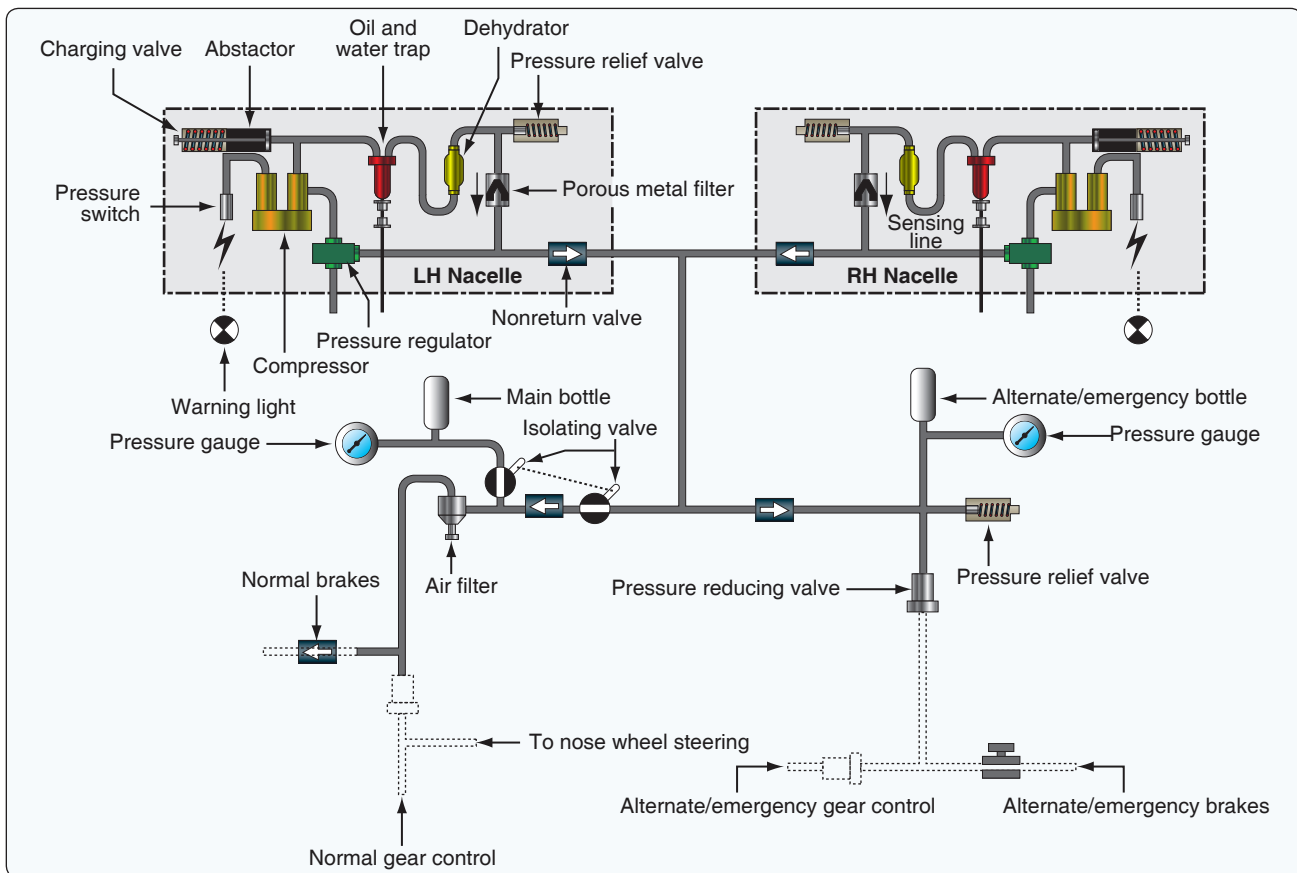 Charging valve
Abstactor
Oil and
water trap
Dehydrator
Pressure relief valve
Pressure
switch
Porous metal filter
Sensing
line
LH Nacelle
RH Nacelle
Nonreturn valve
Pressure regulator
Compressor
Warning light
Main bottle
Alternate/emergency bottle
Isolating valve
Pressure gauge
Pressure gauge
Normal brakes
Air filter
Pressure reducing valve
Pressure relief valve
To nose wheel steering
Alternate/emergency gear control
Alternate/emergency brakes
Normal gear control